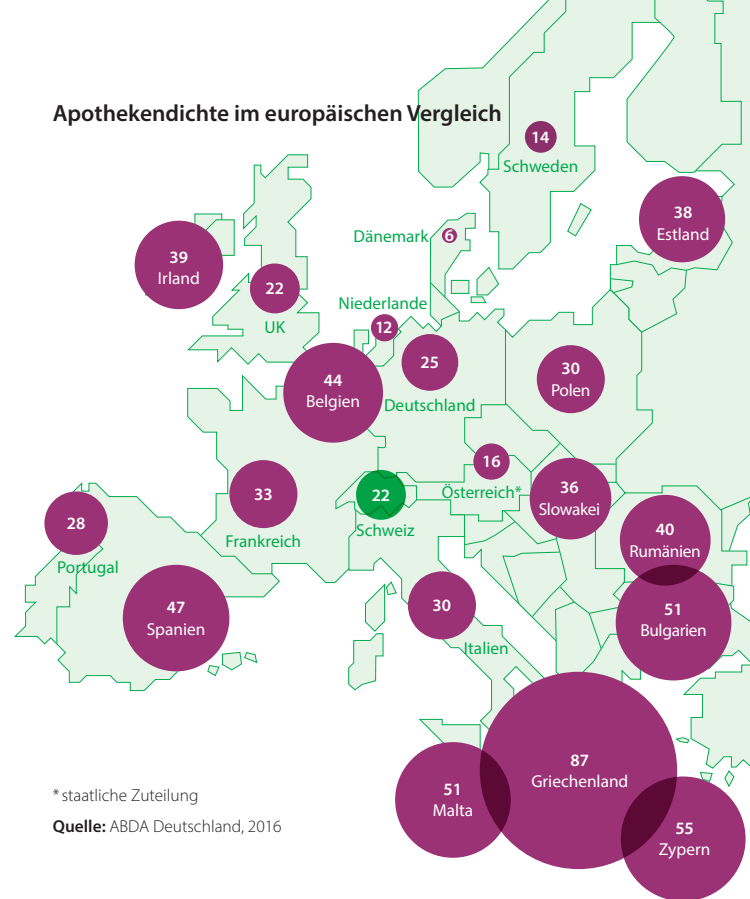 Apothekendichte im europäischen Vergleich
14
Schweden
38
Estland
Dänemark
6
39
Irland
22
UK
Niederlande
12
25
Deutschland
30
Polen
44
Belgien
16
Österreich*
36
Slowakei
33
Frankreich
22
Schweiz
28
Portugal
40
Rumänien
47
Spanien
30
Italien
51
Bulgarien
87
Griechenland
51
Malta
55
Zypern
* staatliche Zuteilung
Quelle: ABDA Deutschland, 2016